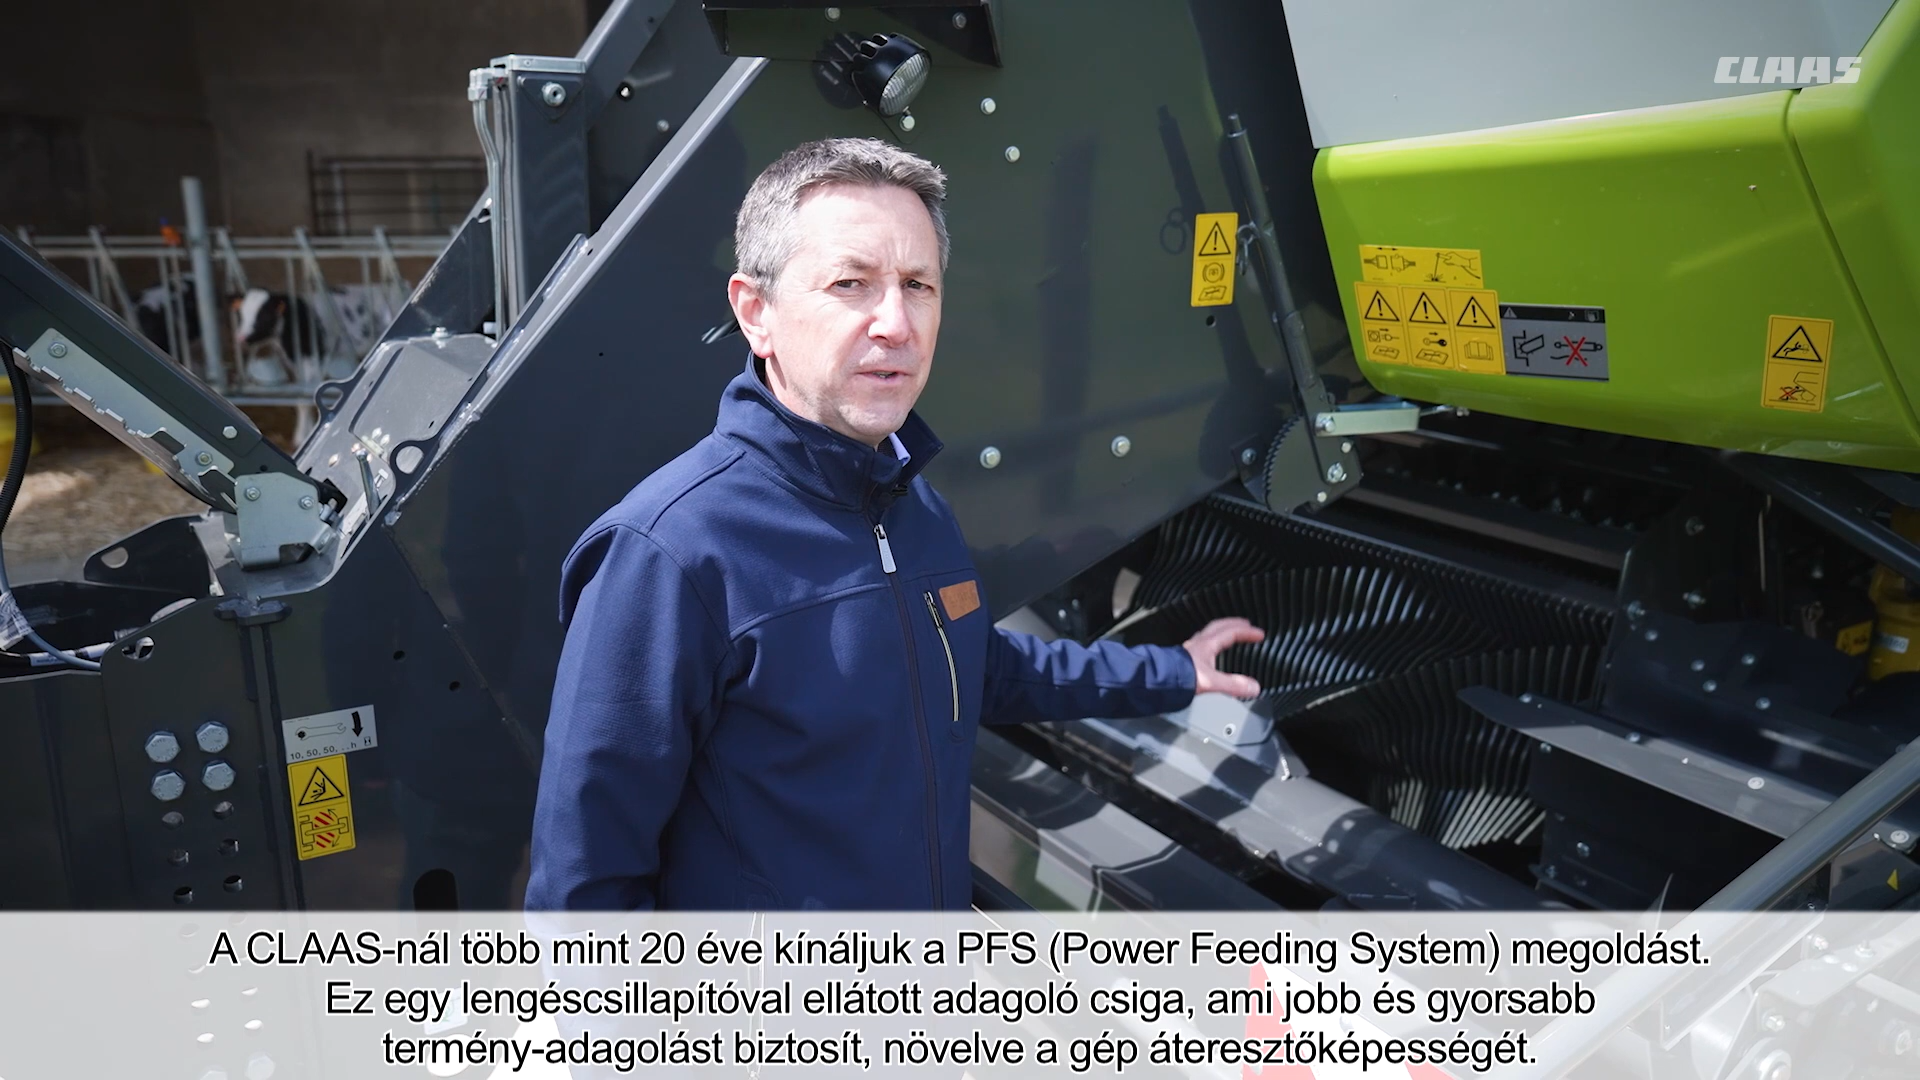 CLAAS
10, 50, 50, ...h
A CLAAS-nál több mint 20 éve kínáljuk a PFS (Power Feeding System) megoldást.
Ez egy lengéscsillapítóval ellátott adagoló csiga, ami jobb és gyorsabb
termény-adagolást biztosít, növelve a gép áteresztőképességét.